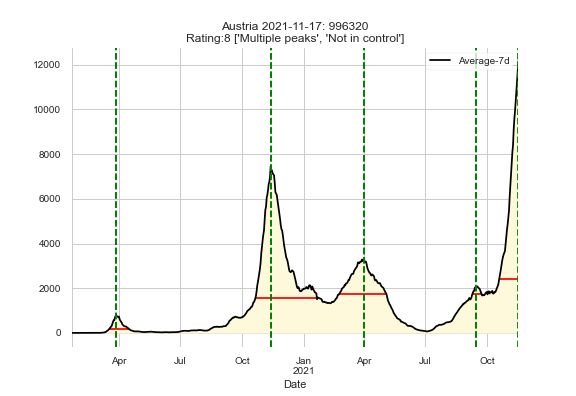 Austria 2021-11-17: 996320
Rating:8 ['Multiple peaks', 'Not in control']
Average-7d
12000
10000
8000
6000
4000
2000
0
Apr Jul Oct Jan Apr Jul Oct
2021
Date